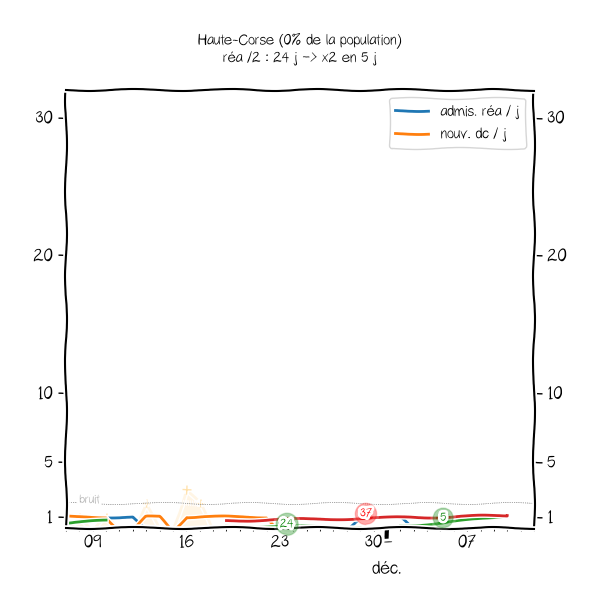 Haute-Corse (0% de la population)
réa /2 : 24 j -> x2 en 5 j
admis. réa / j
nouv. dc / j
30 30
20 20
10 10
5 5
... bruit
1 1
24 37 5
09 16 23 30 07
déc.